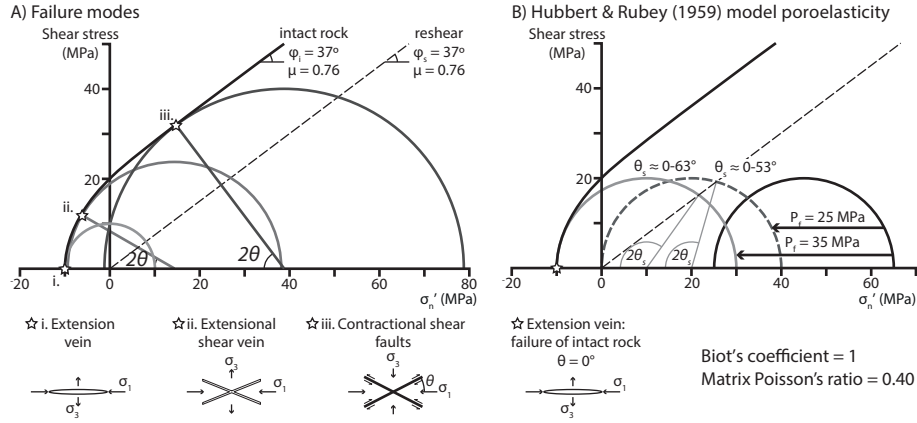 A) Failure modes
Shear stress
(MPa)
intact rock
φi = 37º
μ = 0.76
reshear
φs = 37º
μ = 0.76
40
20
iii.
ii.
i.
2θ
2θ
-20
0
20
40
60
80
σn’ (MPa)
i. Extension
vein
σ1
σ3
ii. Extensional
shear vein
σ3
σ1
iii. Contractional shear
faults
σ3
θ
σ1
B) Hubbert & Rubey (1959) model poroelasticity
Shear stress
(MPa)
40
20
θs ≈ 0-63°
θs ≈ 0-53°
Pf = 25 MPa
Pf = 35 MPa
2θs
2θs
-20
0
20
40
60
σn’ (MPa)
Extension vein:
failure of intact rock
θ = 0°
σ1
σ3
Biot’s coefficient = 1
Matrix Poisson’s ratio = 0.40